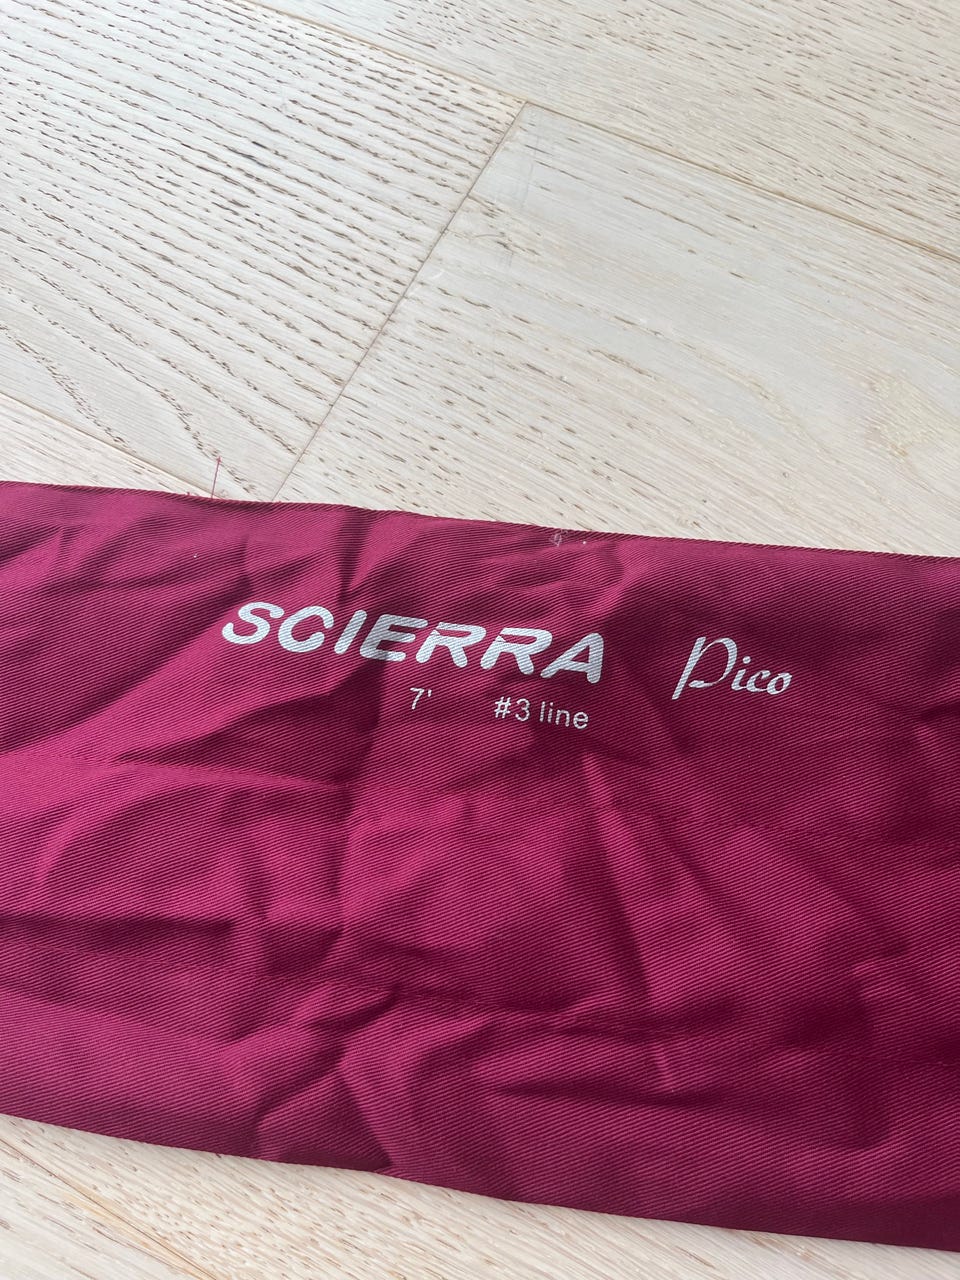 SCIERRA Pico
7' #3 line